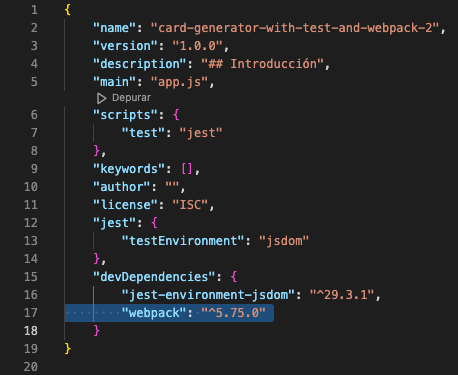 1 {
2 "name": "card-generator-with-test-and-webpack-2",
3 "version": "1.0.0",
4 "description": "## Introducción",
5 "main": "app.js",
Depurar
6 "scripts": {
7 "test": "jest"
8 },
9 "keywords": [],
10 "author": "",
11 "license": "ISC",
12 "jest": {
13 "testEnvironment": "jsdom"
14 },
15 "devDependencies": {
16 "jest-environment-jsdom": "^29.3.1",
17 "webpack": "^5.75.0"
18 }
19 }
20